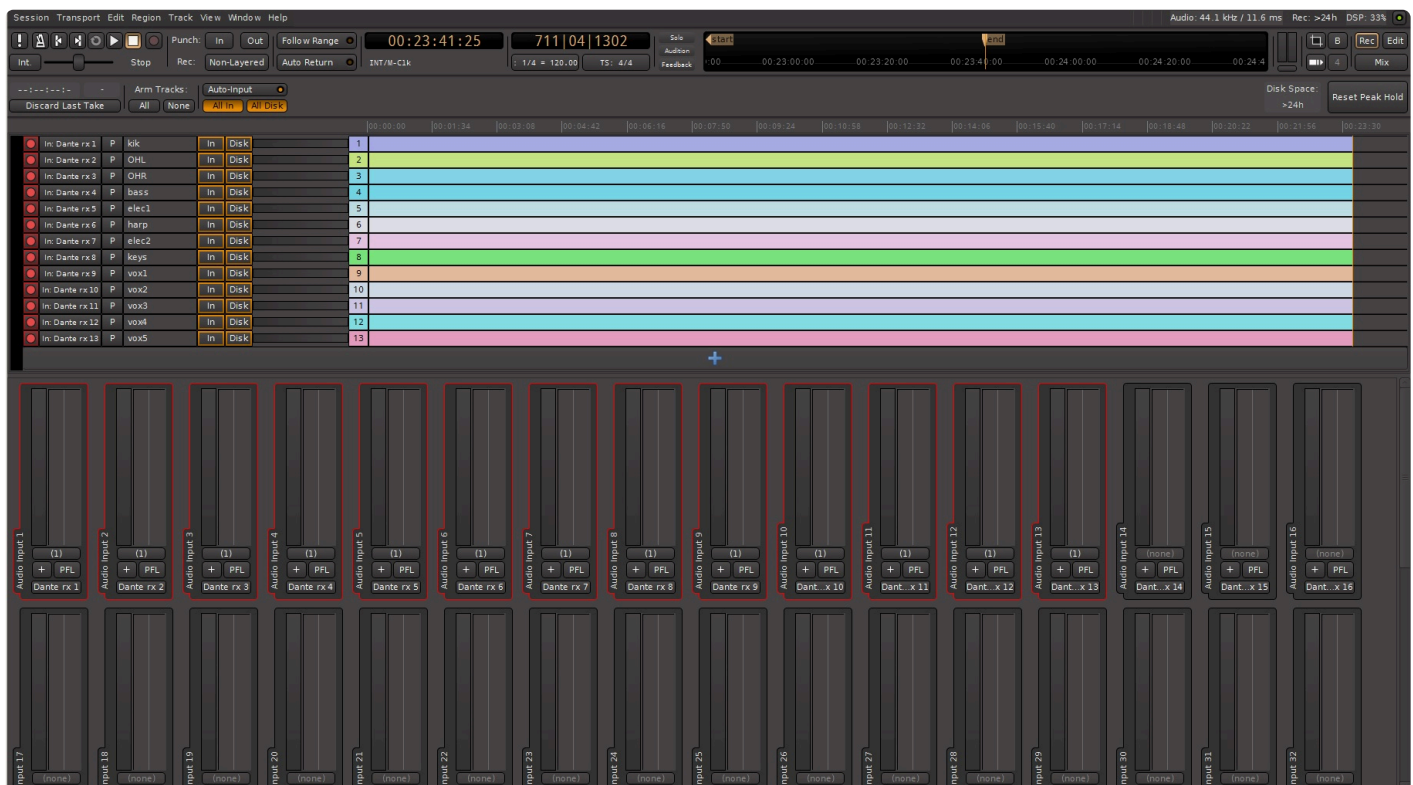 Session Transport Edit Region Track View Window Help
Audio: 44.1 kHz / 11.6 ms Rec: >24h DSP: 33%
Punch: In Out Follow Range 00:23:41:25 711|04|1302 Solo Audition Feedback start end B Rec Edit
Int. Stop Rec: Non-Layered Auto Return INT/M-Clk 1/4 = 120.00 TS: 4/4 :00 00:23:00:00 00:23:20:00 00:23:40:00 00:24:00:00 00:24:20:00 00:24:4 4 Mix
--:--:--:- - Arm Tracks: Auto-Input Disk Space: Reset Peak Hold
Discard Last Take All None All In All Disk >24h
00:00:00 00:01:34 00:03:08 00:04:42 00:06:16 00:07:50 00:09:24 00:10:58 00:12:32 00:14:06 00:15:40 00:17:14 00:18:48 00:20:22 00:21:56 00:23:30
In: Dante rx 1 P kik In Disk 1
In: Dante rx 2 P OHL In Disk 2
In: Dante rx 3 P OHR In Disk 3
In: Dante rx 4 P bass In Disk 4
In: Dante rx 5 P elec1 In Disk 5
In: Dante rx 6 P harp In Disk 6
In: Dante rx 7 P elec2 In Disk 7
In: Dante rx 8 P keys In Disk 8
In: Dante rx 9 P vox1 In Disk 9
In: Dante rx 10 P vox2 In Disk 10
In: Dante rx 11 P vox3 In Disk 11
In: Dante rx 12 P vox4 In Disk 12
In: Dante rx 13 P vox5 In Disk 13
+
Audio Input 1 Audio Input 2 Audio Input 3 Audio Input 4 Audio Input 5 Audio Input 6 Audio Input 7 Audio Input 8 Audio Input 9 Audio Input 10 Audio Input 11 Audio Input 12 Audio Input 13 Audio Input 14 Audio Input 15 Audio Input 16
(1) (1) (1) (1) (1) (1) (1) (1) (1) (1) (1) (1) (1) (none) (none) (none)
+ PFL + PFL + PFL + PFL + PFL + PFL + PFL + PFL + PFL + PFL + PFL + PFL + PFL + PFL + PFL + PFL
Dante rx 1 Dante rx 2 Dante rx 3 Dante rx 4 Dante rx 5 Dante rx 6 Dante rx 7 Dante rx 8 Dante rx 9 Dant...x 10 Dant...x 11 Dant...x 12 Dant...x 13 Dant...x 14 Dant...x 15 Dant...x 16
nput 17 nput 18 nput 19 nput 20 nput 21 nput 22 nput 23 nput 24 nput 25 nput 26 nput 27 nput 28 nput 29 nput 30 nput 31 nput 32
(none) (none) (none) (none) (none) (none) (none) (none) (none) (none) (none) (none) (none) (none) (none) (none)